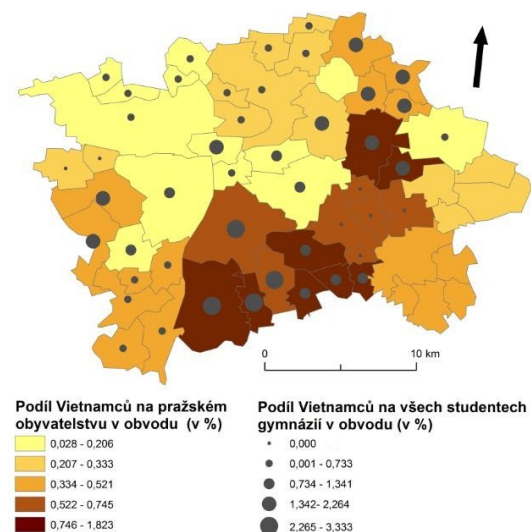 0
10 km
Podíl Vietnamců na pražském
obyvatelstvu v obvodu (v %)
0,028 - 0,206
0,207 - 0,333
0,334 - 0,521
0,522 - 0,745
0,746 - 1,823
Podíl Vietnamců na všech studentech
gymnázií v obvodu (v %)
0,000
0,001 - 0,733
0,734 - 1,341
1,342- 2,264
2,265 - 3,333